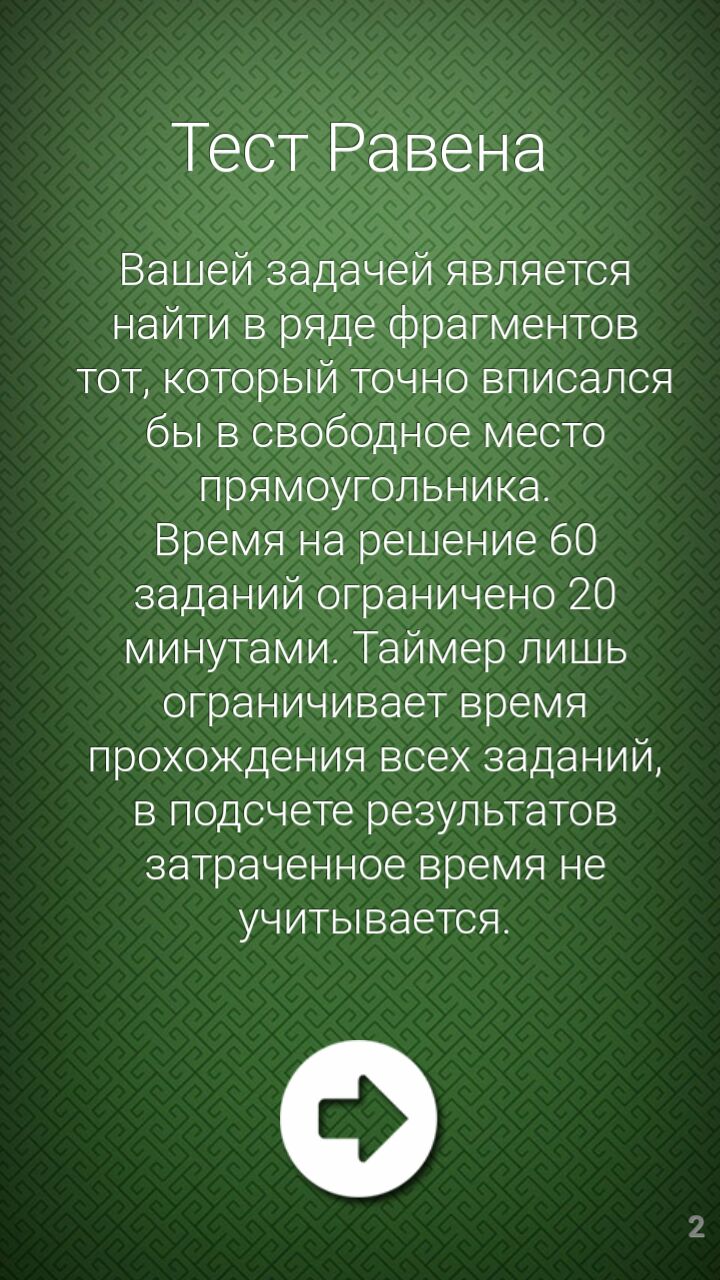 Тест Равена
Вашей задачей является
найти в ряде фрагментов
тот, который точно вписался
бы в свободное место
прямоугольника.
Время на решение 60
заданий ограничено 20
минутами. Таймер лишь
ограничивает время
прохождения всех заданий,
в подсчете результатов
затраченное время не
учитывается.
2